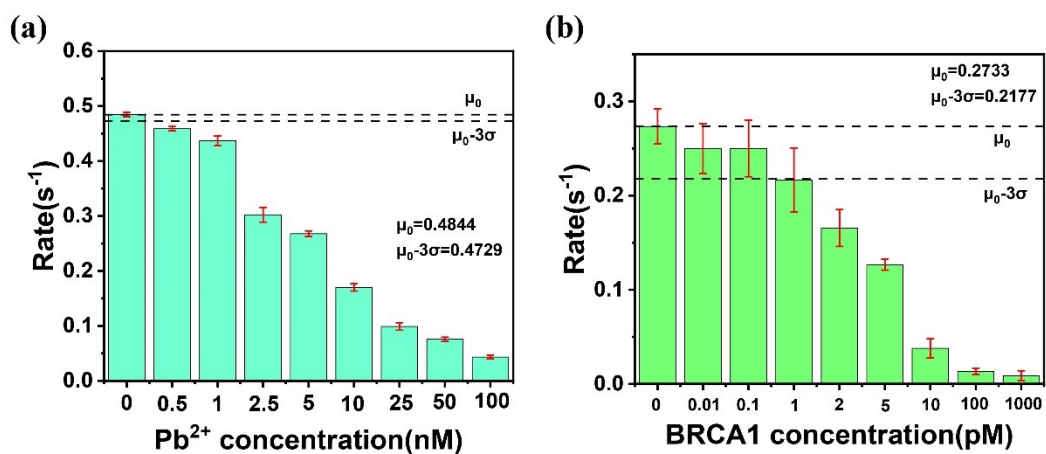 (a)
0.6
0.5
0.4
0.3
0.2
0.1
0.0
Rate(s⁻¹)
μ₀
μ₀-3σ
μ₀=0.4844
μ₀-3σ=0.4729
0 0.5 1 2.5 5 10 25 50 100
Pb²⁺ concentration(nM)
(b)
0.3
0.2
0.1
0.0
Rate(s⁻¹)
μ₀=0.2733
μ₀-3σ=0.2177
μ₀
μ₀-3σ
0 0.01 0.1 1 2 5 10 100 1000
BRCA1 concentration(pM)